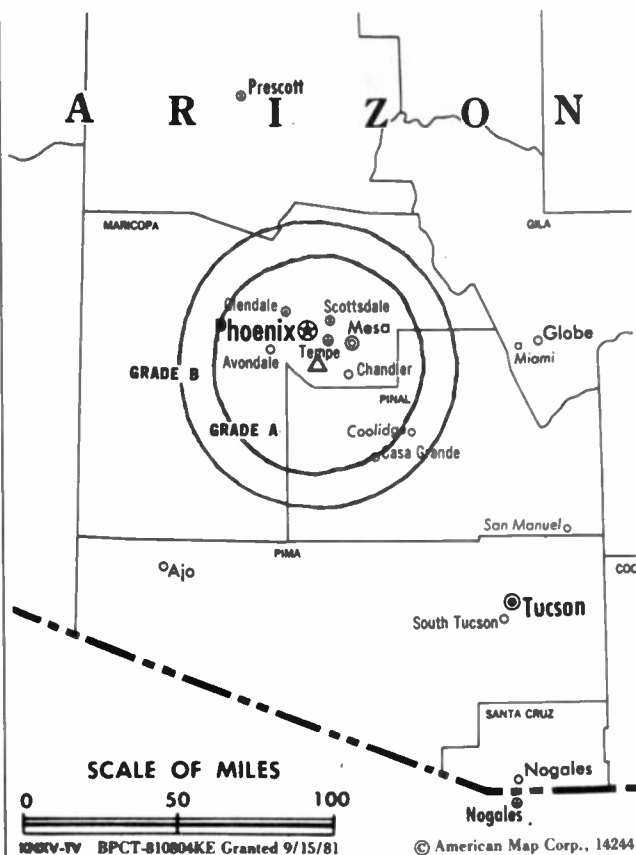 Prescott
A R I Z O N
MARICOPA
GILA
Glendale
Scottsdale
Phoenix
Mesa
Globe
Miami
Avondale
Tempe
Chandler
GRADE B
PINAL
GRADE A
Coolidge
Casa Grande
San Manuel
PIMA
COC
Ajo
Tucson
South Tucson
SANTA CRUZ
SCALE OF MILES
Nogales
0 50 100
Nogales
BPCT-810804KE Granted 9/15/81
© American Map Corp., 14244